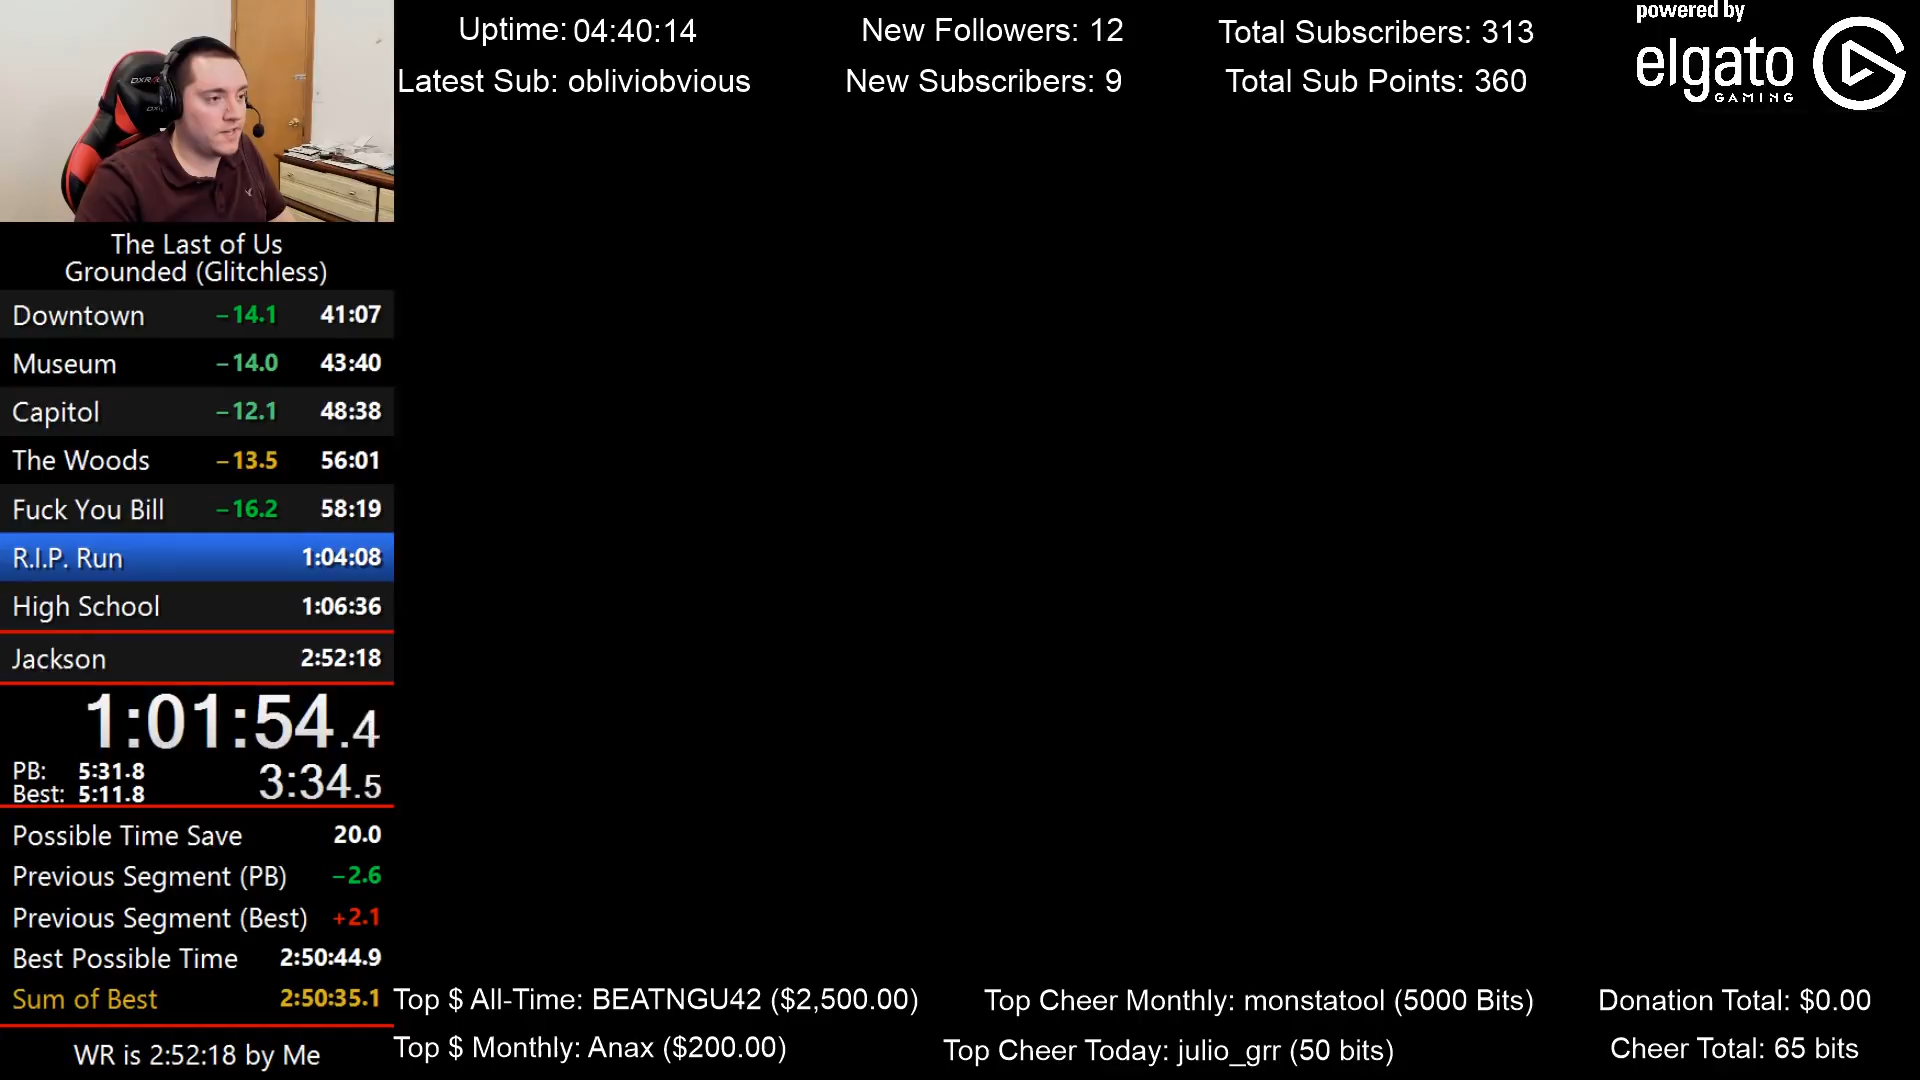 Uptime: 04:40:14
New Followers: 12
Total Subscribers: 313
powered by
elgato
GAMING
Latest Sub: obliviobvious
New Subscribers: 9
Total Sub Points: 360
DXR
The Last of Us
Grounded (Glitchless)
Downtown −14.1 41:07
Museum −14.0 43:40
Capitol −12.1 48:38
The Woods −13.5 56:01
Fuck You Bill −16.2 58:19
R.I.P. Run 1:04:08
High School 1:06:36
Jackson 2:52:18
1:01:54.4
PB: 5:31.8
Best: 5:11.8
3:34.5
Possible Time Save 20.0
Previous Segment (PB) −2.6
Previous Segment (Best) +2.1
Best Possible Time 2:50:44.9
Sum of Best 2:50:35.1
WR is 2:52:18 by Me
Top $ All-Time: BEATNGU42 ($2,500.00)
Top Cheer Monthly: monstatool (5000 Bits)
Donation Total: $0.00
Top $ Monthly: Anax ($200.00)
Top Cheer Today: julio_grr (50 bits)
Cheer Total: 65 bits